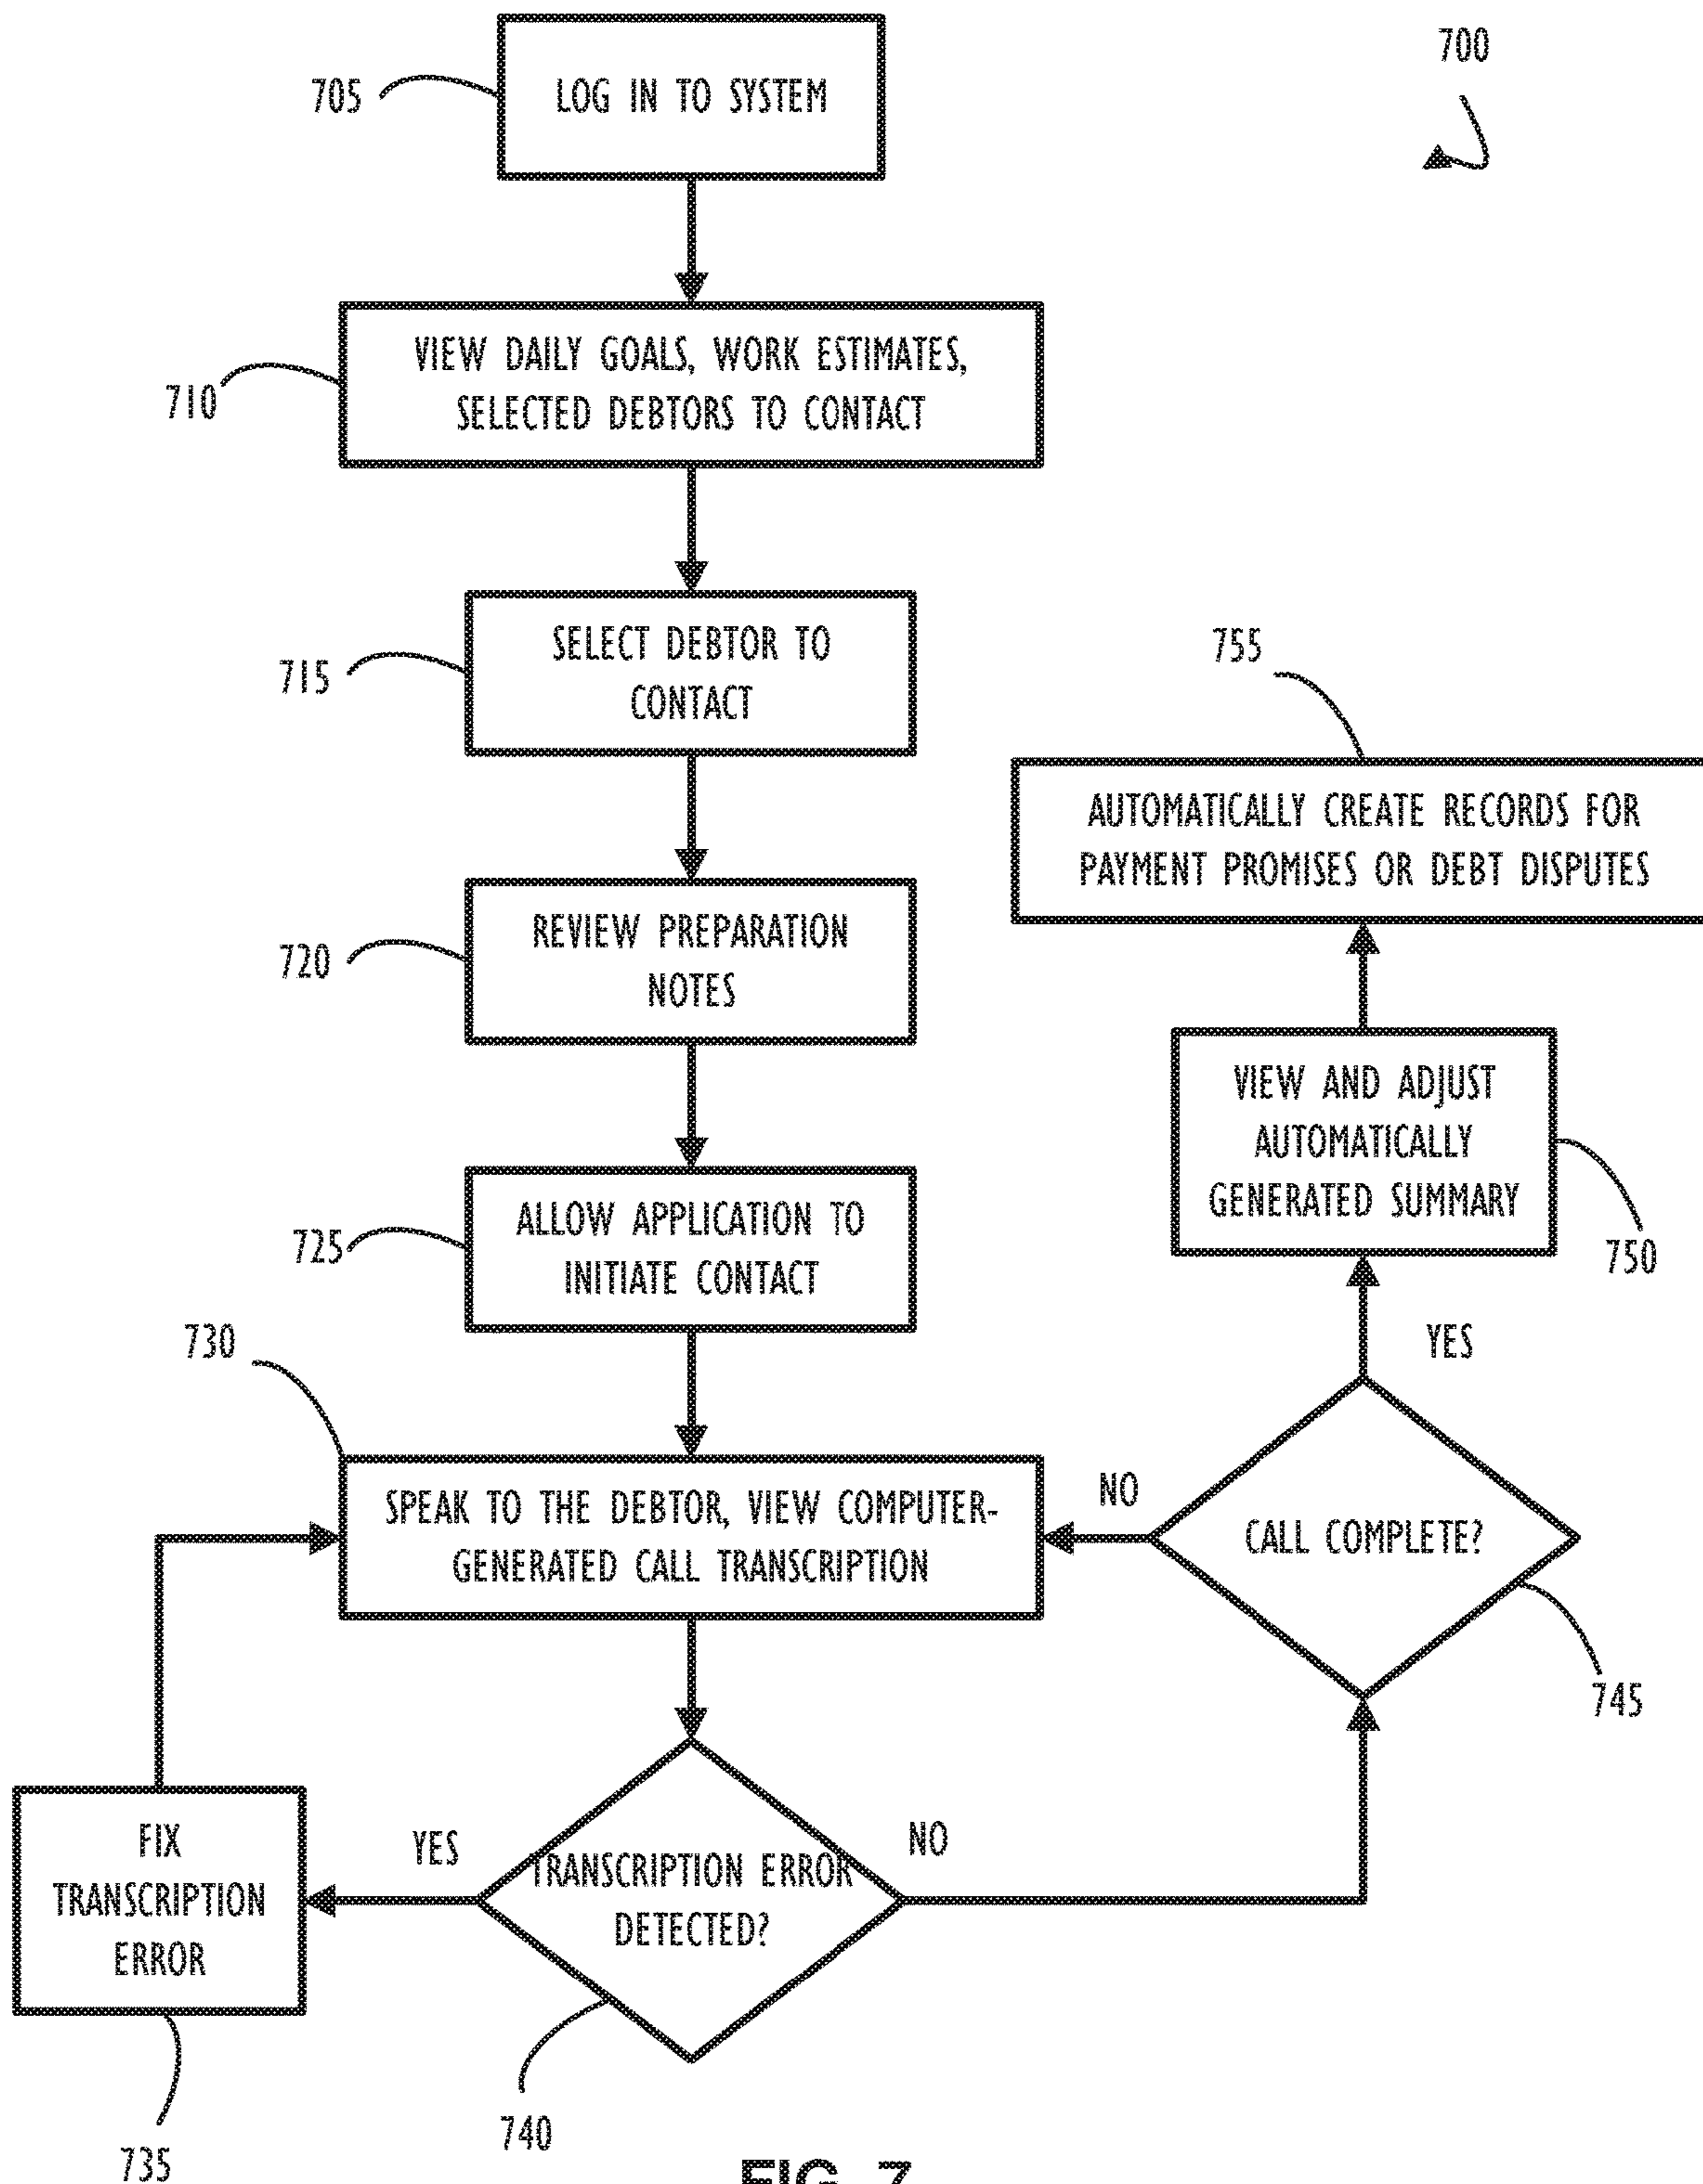 700
705
LOG IN TO SYSTEM
710
VIEW DAILY GOALS, WORK ESTIMATES,
SELECTED DEBTORS TO CONTACT
715
SELECT DEBTOR TO
CONTACT
720
REVIEW PREPARATION
NOTES
725
ALLOW APPLICATION TO
INITIATE CONTACT
730
SPEAK TO THE DEBTOR, VIEW COMPUTER-
GENERATED CALL TRANSCRIPTION
TRANSCRIPTION ERROR
DETECTED?
740
YES
FIX
TRANSCRIPTION
ERROR
735
NO
CALL COMPLETE?
745
NO
YES
VIEW AND ADJUST
AUTOMATICALLY
GENERATED SUMMARY
750
755
AUTOMATICALLY CREATE RECORDS FOR
PAYMENT PROMISES OR DEBT DISPUTES
FIG. 7